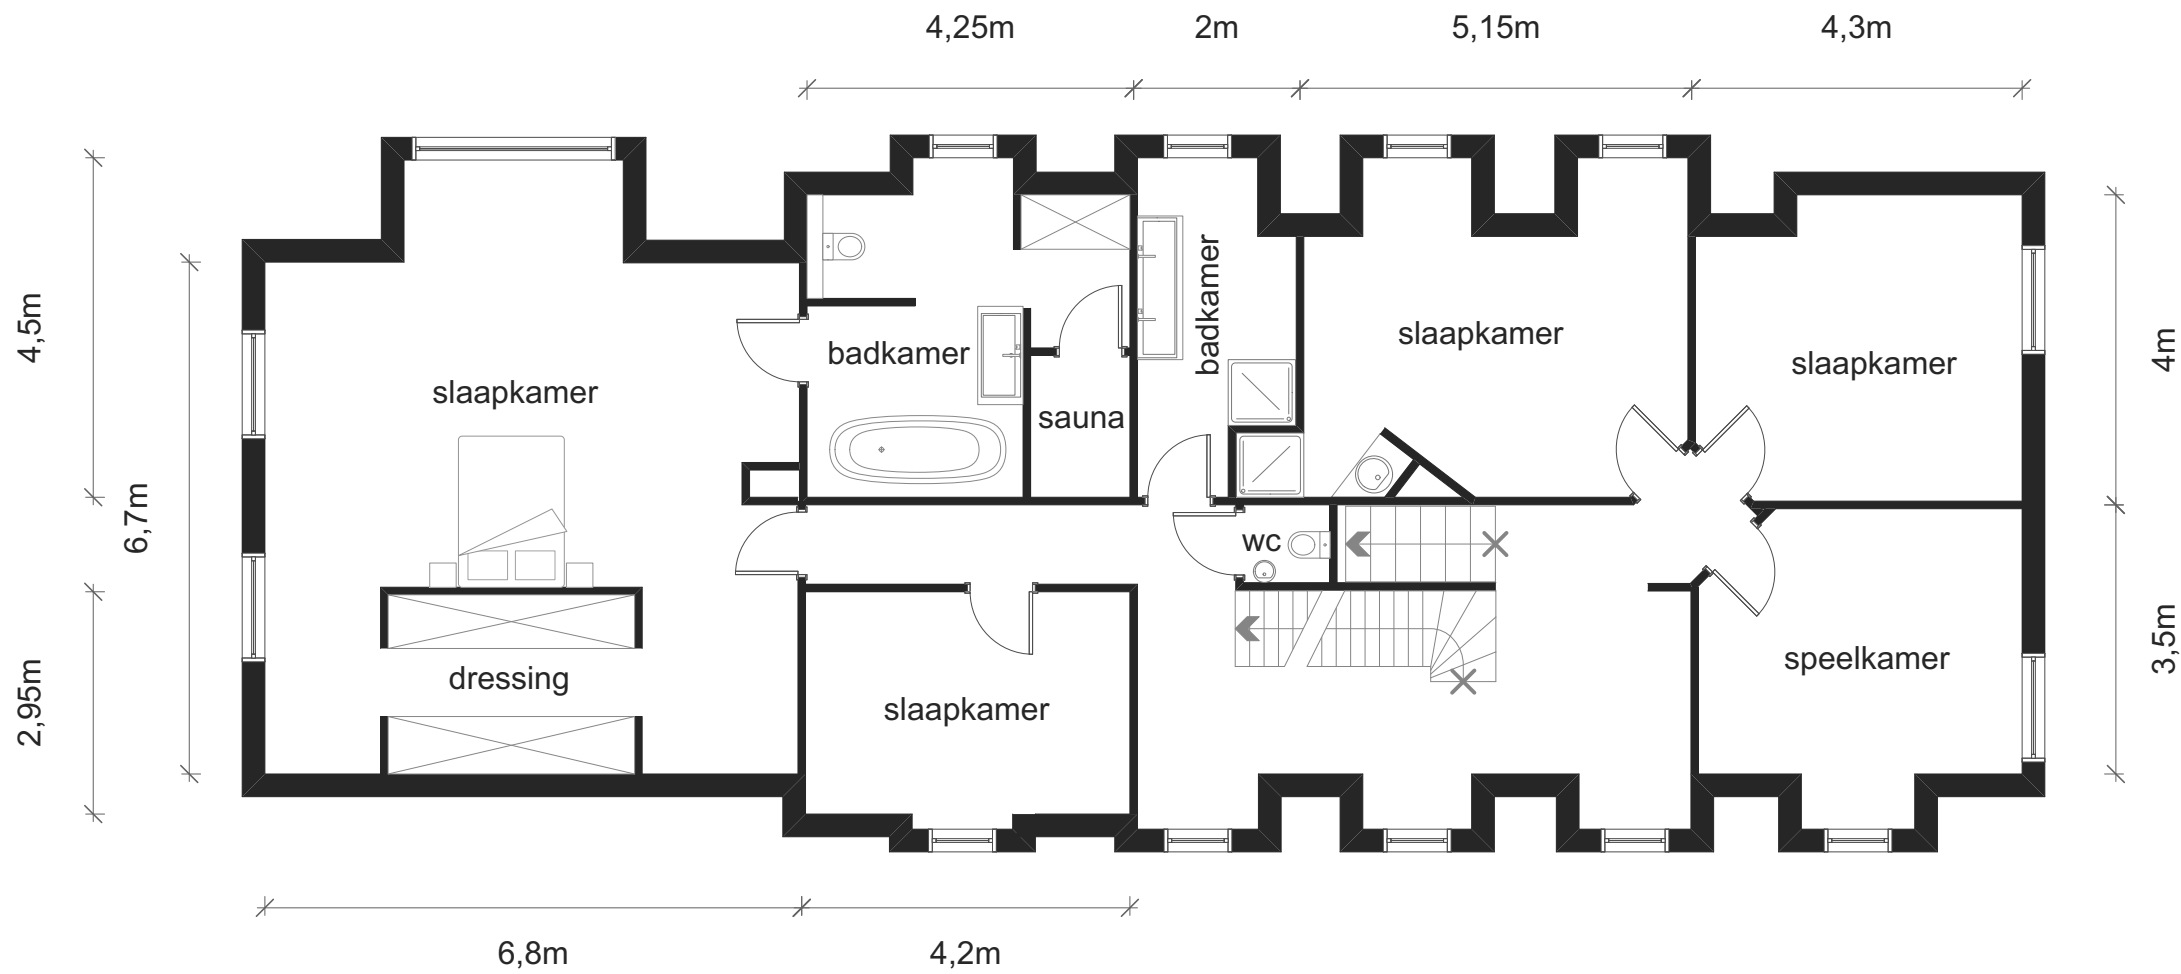 4,25m
2m
5,15m
4,3m
4,5m
6,7m
2,95m
4m
3,5m
slaapkamer
badkamer
sauna
badkamer
slaapkamer
slaapkamer
wc
dressing
slaapkamer
speelkamer
6,8m
4,2m